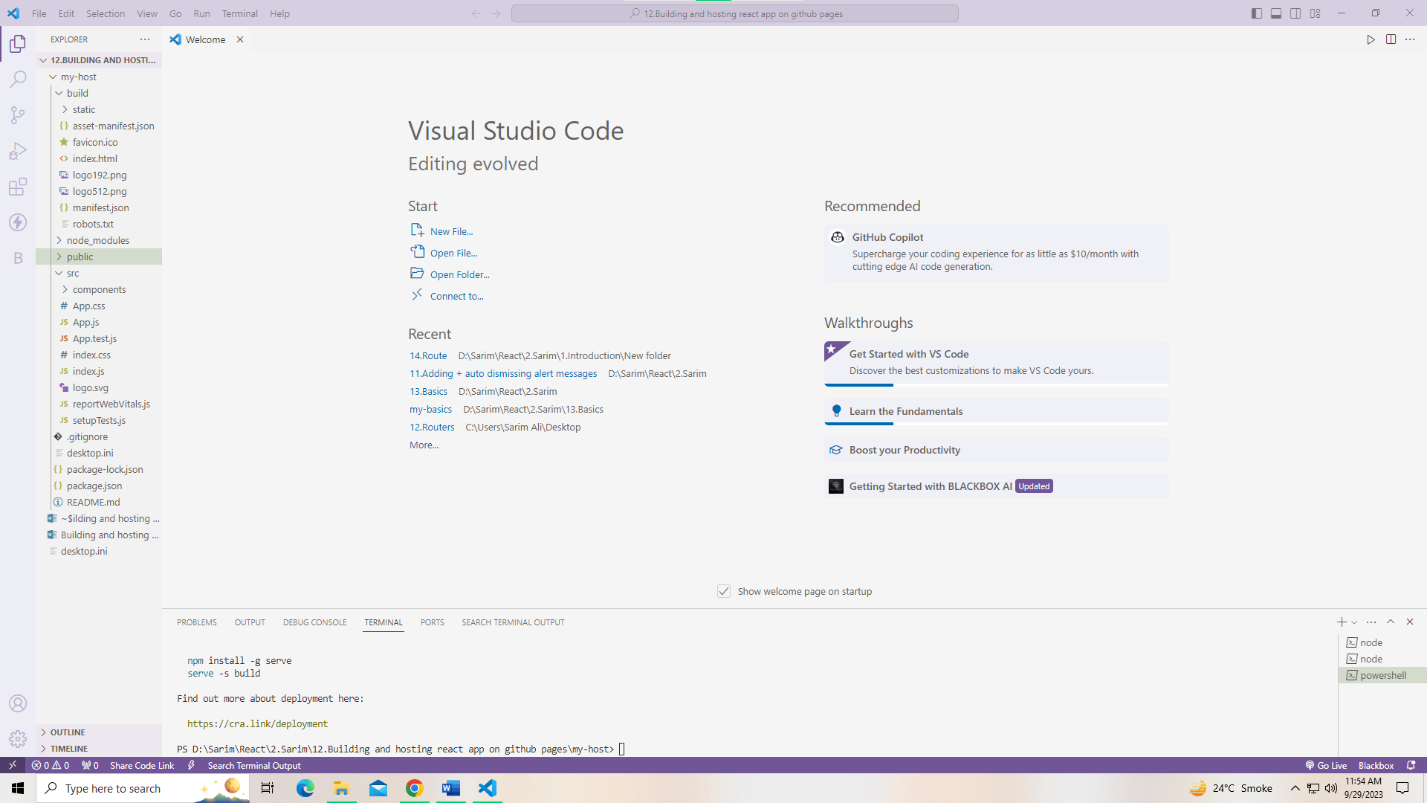 File Edit Selection View Go Run Terminal Help
12.Building and hosting react app on github pages
EXPLORER
Welcome
12.BUILDING AND HOSTI...
my-host
build
static
asset-manifest.json
favicon.ico
index.html
logo192.png
logo512.png
manifest.json
robots.txt
node_modules
public
src
components
App.css
App.js
App.test.js
index.css
index.js
logo.svg
reportWebVitals.js
setupTests.js
.gitignore
desktop.ini
package-lock.json
package.json
README.md
~$ilding and hosting ...
Building and hosting ...
desktop.ini
OUTLINE
TIMELINE
Visual Studio Code
Editing evolved
Start
New File...
Open File...
Open Folder...
Connect to...
Recent
14.Route D:\Sarim\React\2.Sarim\1.Introduction\New folder
11.Adding + auto dismissing alert messages D:\Sarim\React\2.Sarim
13.Basics D:\Sarim\React\2.Sarim
my-basics D:\Sarim\React\2.Sarim\13.Basics
12.Routers C:\Users\Sarim Ali\Desktop
More...
Recommended
GitHub Copilot
Supercharge your coding experience for as little as $10/month with
cutting edge AI code generation.
Walkthroughs
Get Started with VS Code
Discover the best customizations to make VS Code yours.
Learn the Fundamentals
Boost your Productivity
Getting Started with BLACKBOX AI Updated
Show welcome page on startup
PROBLEMS OUTPUT DEBUG CONSOLE TERMINAL PORTS SEARCH TERMINAL OUTPUT
npm install -g serve
serve -s build
Find out more about deployment here:
https://cra.link/deployment
PS D:\Sarim\React\2.Sarim\12.Building and hosting react app on github pages\my-host>
node
node
powershell
0 0 0 Share Code Link Search Terminal Output Go Live Blackbox
Type here to search
24°C Smoke
11:54 AM
9/29/2023